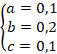 a = 0,1
b = 0,2
c = 0,1